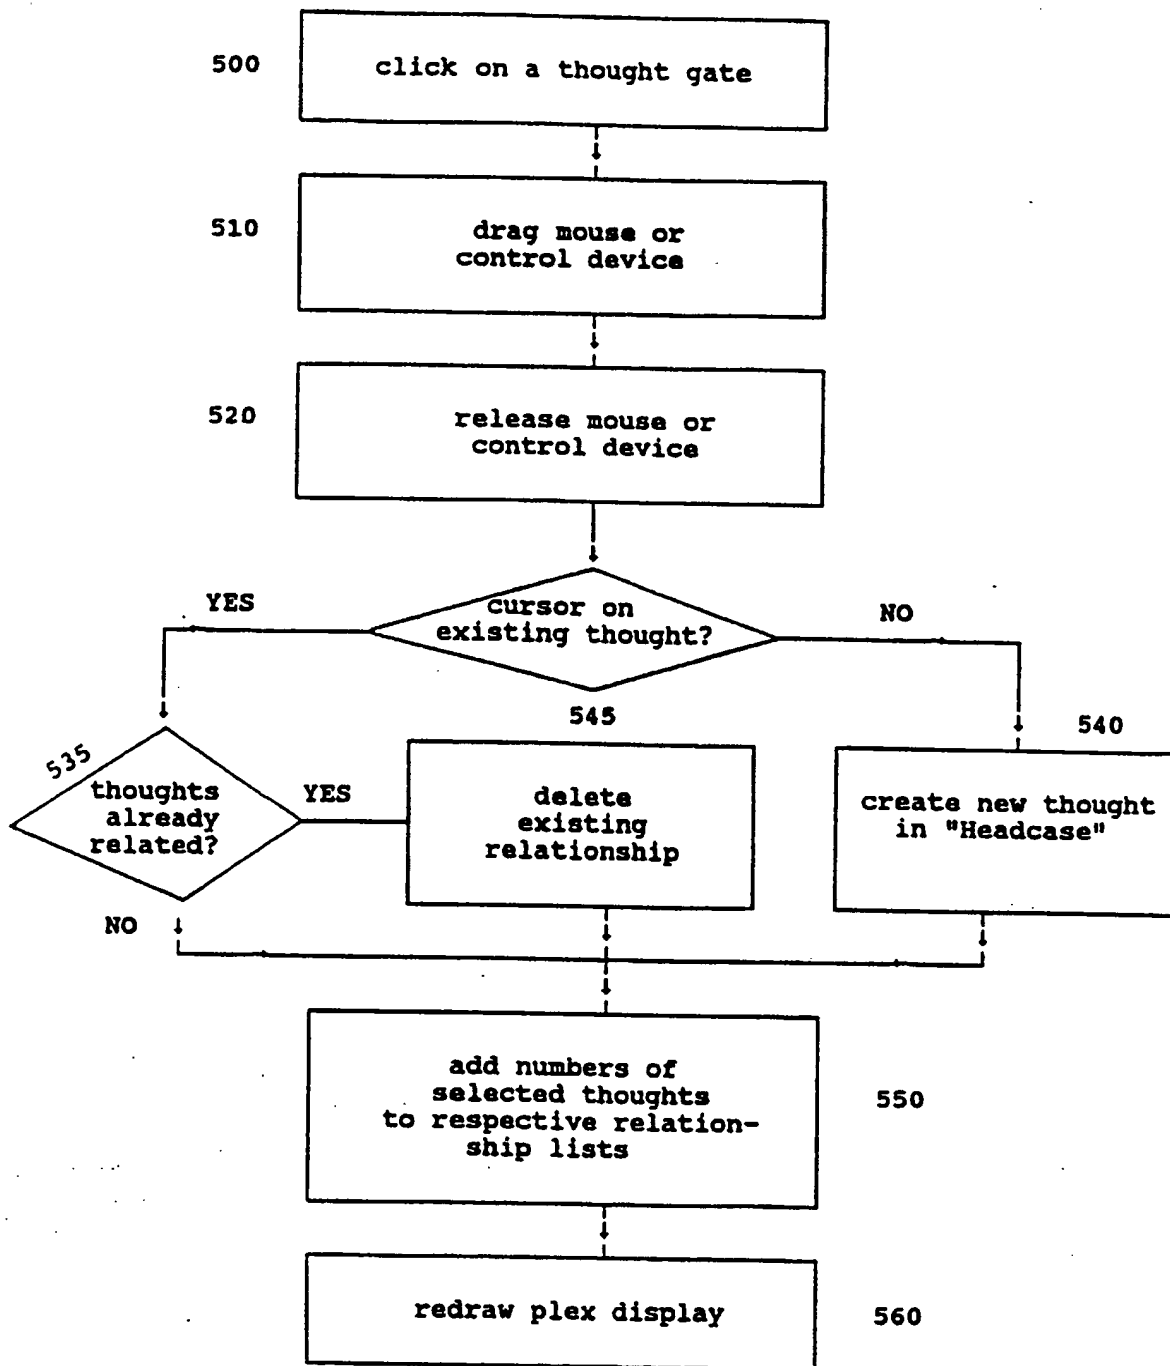 500
click on a thought gate
510
drag mouse or
control device
520
release mouse or
control device
YES
cursor on
existing thought?
NO
545
540
535
thoughts
already
related?
YES
delete
existing
relationship
create new thought
in "Headcase"
NO
add numbers of
selected thoughts
to respective relation-
ship lists
550
redraw plex display
560